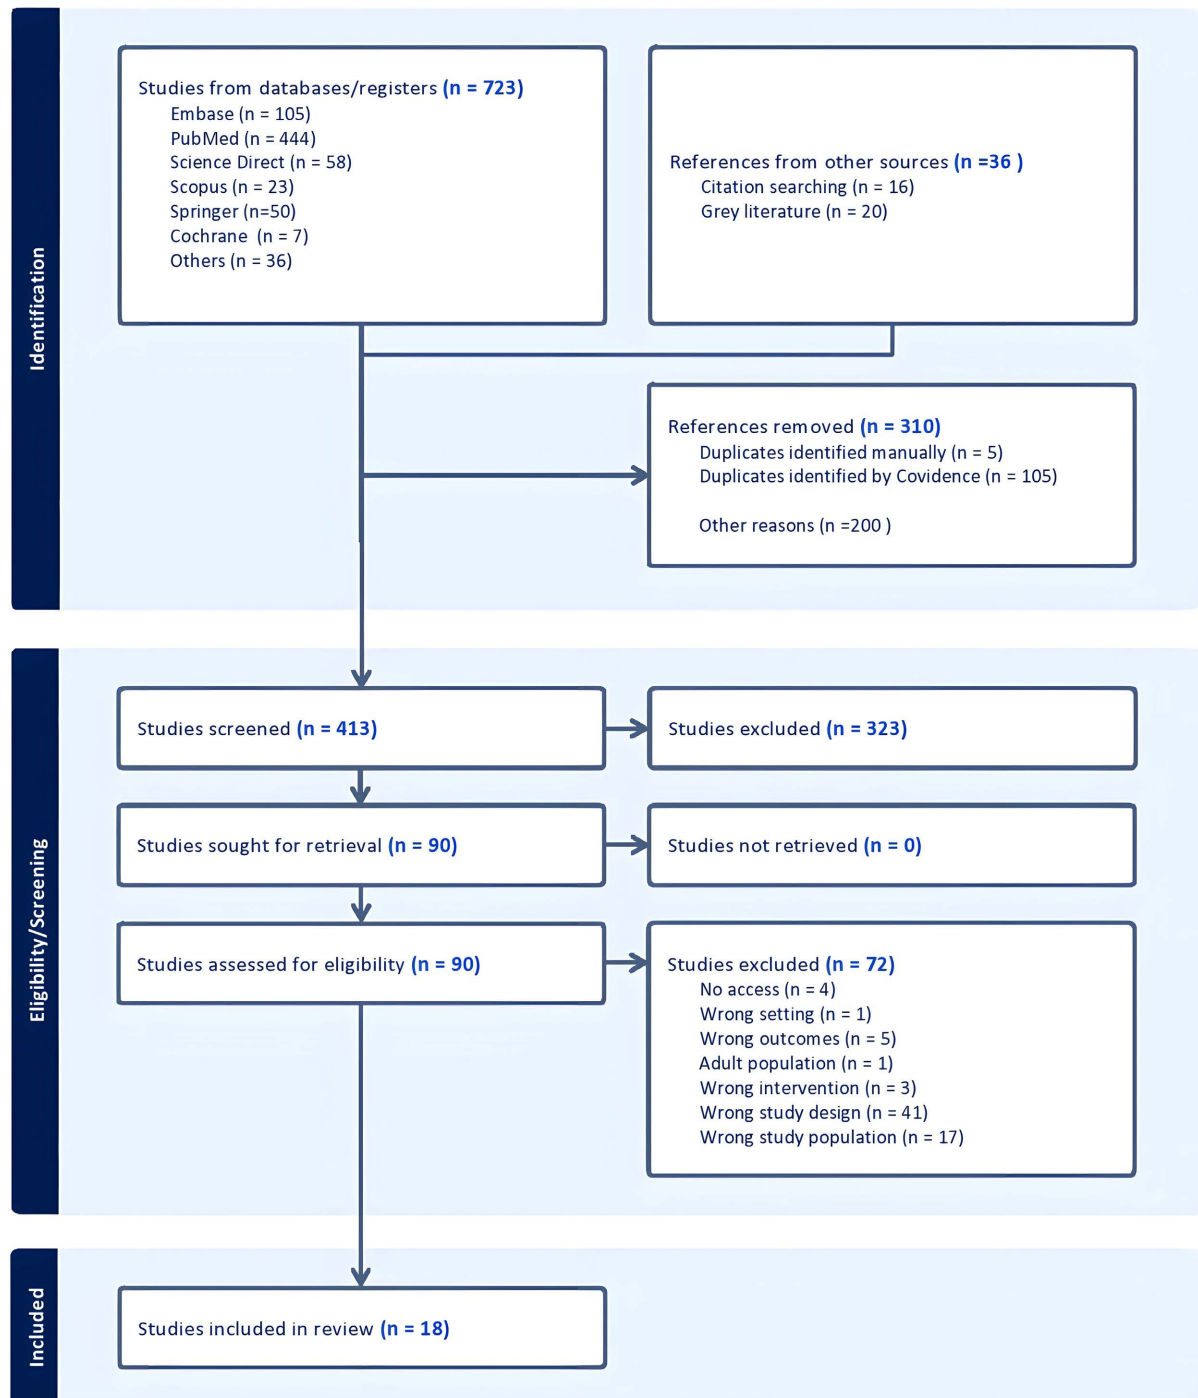 Identification
Studies from databases/registers (n = 723)
Embase (n = 105)
PubMed (n = 444)
Science Direct (n = 58)
Scopus (n = 23)
Springer (n=50)
Cochrane (n = 7)
Others (n = 36)
References from other sources (n =36 )
Citation searching (n = 16)
Grey literature (n = 20)
References removed (n = 310)
Duplicates identified manually (n = 5)
Duplicates identified by Covidence (n = 105)
Other reasons (n =200 )
Eligibility/Screening
Studies screened (n = 413)
Studies excluded (n = 323)
Studies sought for retrieval (n = 90)
Studies not retrieved (n = 0)
Studies assessed for eligibility (n = 90)
Studies excluded (n = 72)
No access (n = 4)
Wrong setting (n = 1)
Wrong outcomes (n = 5)
Adult population (n = 1)
Wrong intervention (n = 3)
Wrong study design (n = 41)
Wrong study population (n = 17)
Included
Studies included in review (n = 18)